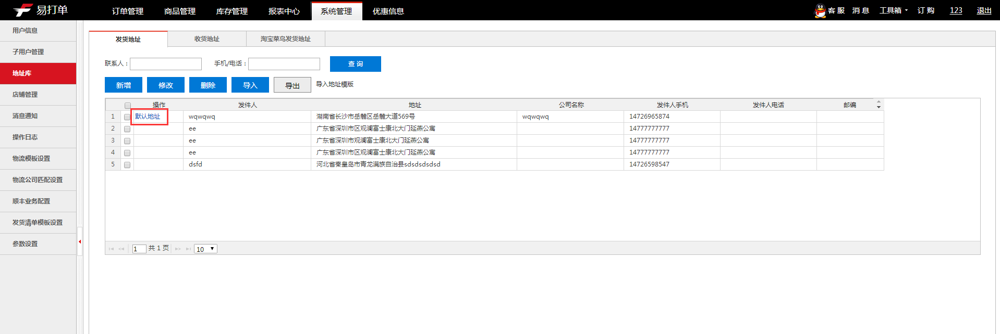 易打单 订单管理 商品管理 库存管理 报表中心 系统管理 优惠信息 客服 消息 工具箱 订购 123 退出
用户信息
子用户管理
地址库
店铺管理
消息通知
操作日志
物流模板设置
物流公司匹配设置
顺丰业务配置
发货清单模板设置
参数设置
发货地址 收货地址 淘宝菜鸟发货地址
联系人： 手机/电话： 查询
新增 修改 删除 导入 导出 导入地址模版
操作 发件人 地址 公司名称 发件人手机 发件人电话 邮编
1 默认地址 wqwqwq 湖南省长沙市岳麓区岳麓大道569号 wqwqwq 14726965874
2 ee 广东省深圳市区观澜富士康北大门延燕公寓 14777777777
3 ee 广东省深圳市观澜富士康北大门延燕公寓 14777777777
4 ee 广东省深圳市区观澜富士康北大门延燕公寓 14777777777
5 dsfd 河北省秦皇岛市青龙满族自治县sdsdsdsdsd 14726598547
1 共 1 页 10